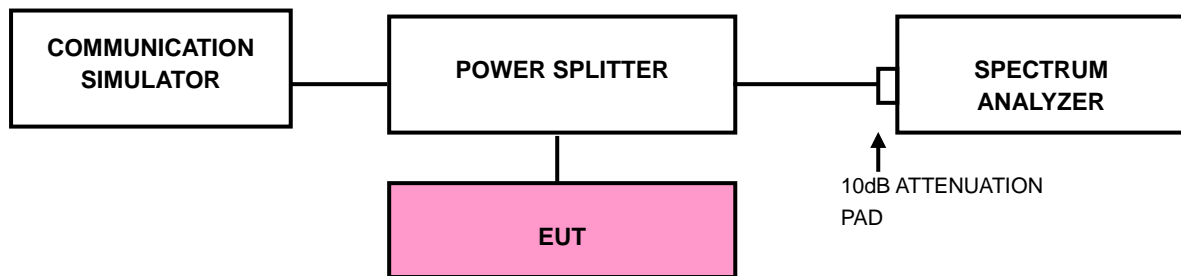 COMMUNICATION
SIMULATOR
POWER SPLITTER
SPECTRUM
ANALYZER
10dB ATTENUATION
PAD
EUT